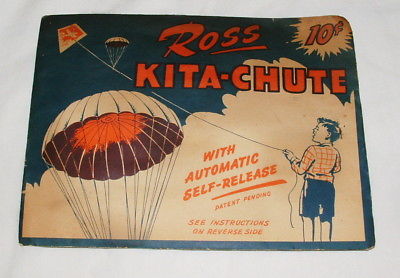 ROSS
10¢
KITA-CHUTE
WITH
AUTOMATIC
SELF-RELEASE
PATENT PENDING
SEE INSTRUCTIONS
ON REVERSE SIDE